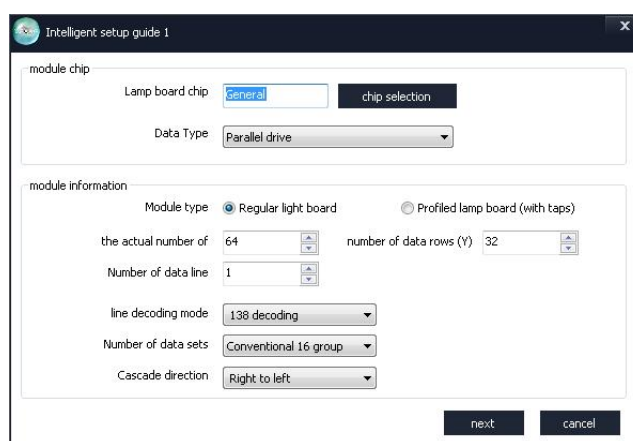 Intelligent setup guide 1
x
module chip
Lamp board chip General chip selection
Data Type Parallel drive
module information
Module type Regular light board Profiled lamp board (with taps)
the actual number of 64 number of data rows (Y) 32
Number of data line 1
line decoding mode 138 decoding
Number of data sets Conventional 16 group
Cascade direction Right to left
next cancel